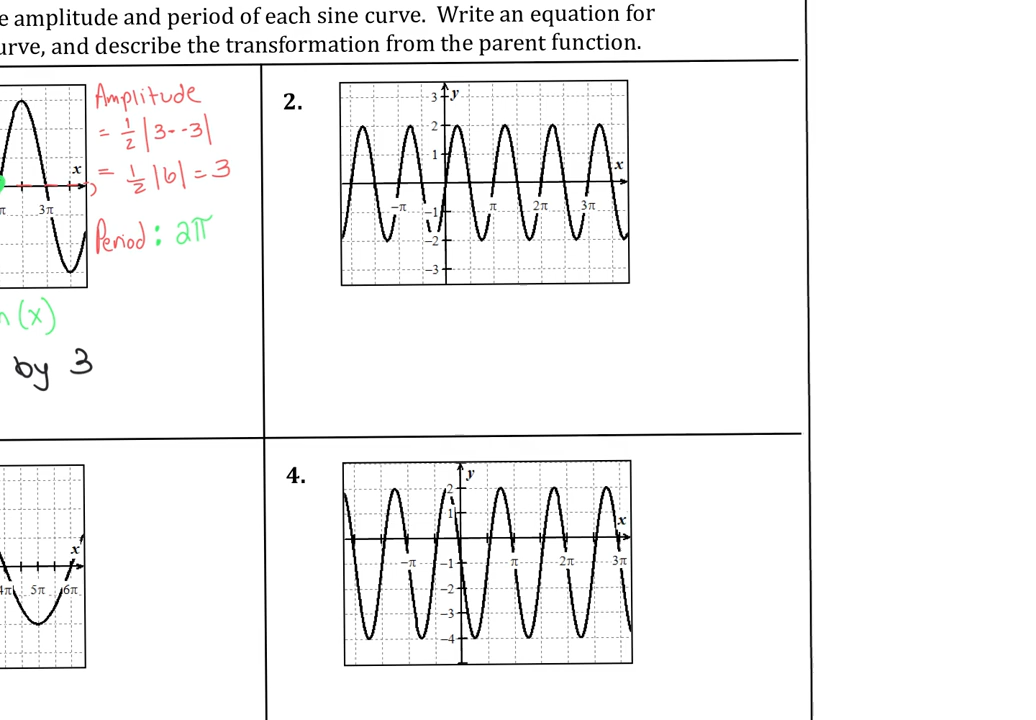 e amplitude and period of each sine curve. Write an equation for
urve, and describe the transformation from the parent function.
Amplitude
= 1/2 |3--3|
= 1/2 |6| = 3
Period: 2π
x
π 3π
n (x)
by 3
2.
y
3
2
1
x
-π π 2π 3π
-1
-2
-3
x
4π 5π 6π
4.
y
2
1
x
-π π 2π 3π
-1
-2
-3
-4